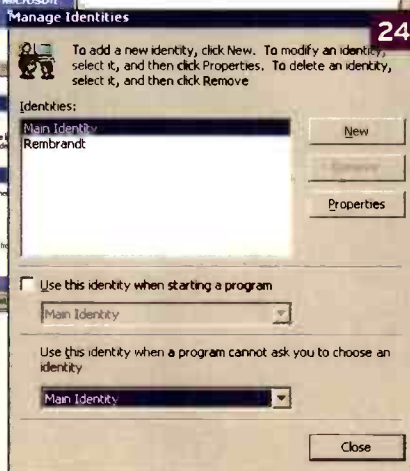 Microsoft
Manage Identities
24
To add a new identity, click New. To modify an identity,
select it, and then click Properties. To delete an identity,
select it, and then click Remove
Identities:
Main Identity
Rembrandt
New
Remove
Properties
Use this identity when starting a program
Main Identity
Use this identity when a program cannot ask you to choose an
identity
Main Identity
Close